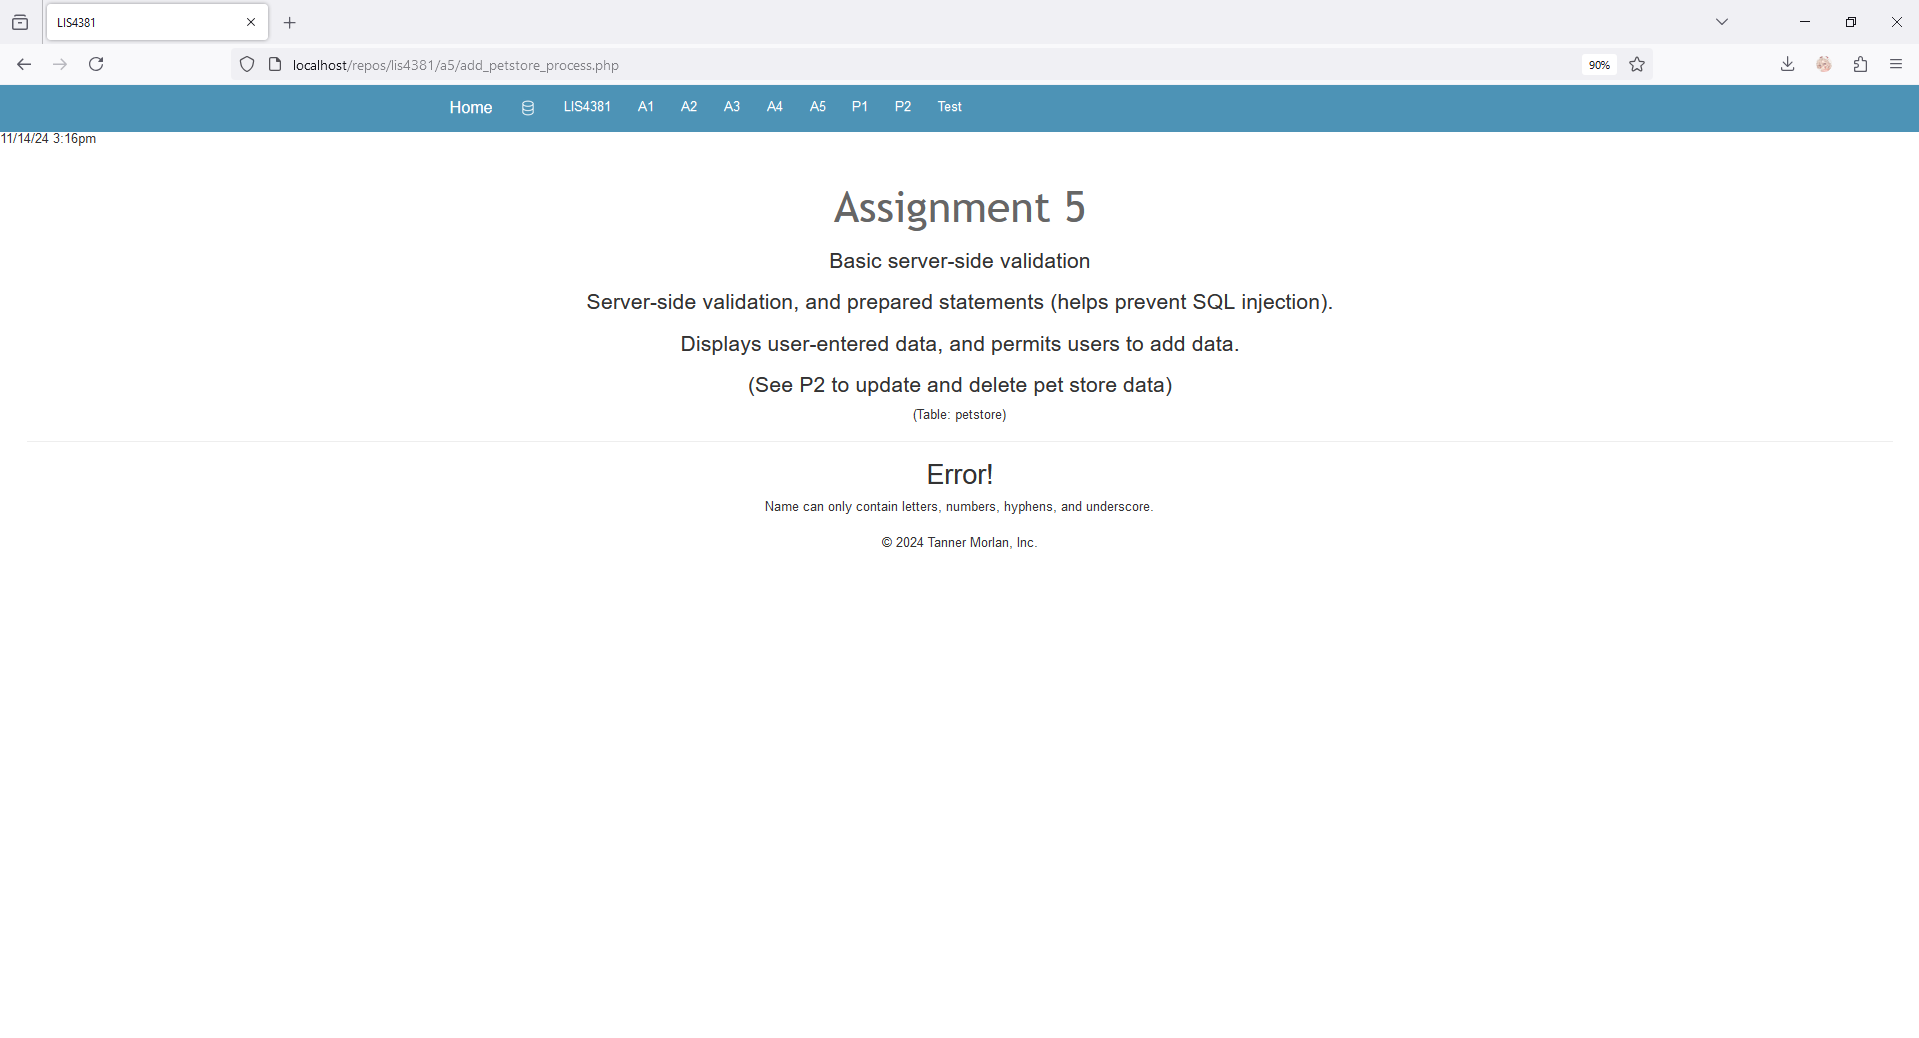 LIS4381
localhost/repos/lis4381/a5/add_petstore_process.php
90%
Home LIS4381 A1 A2 A3 A4 A5 P1 P2 Test
11/14/24 3:16pm
Assignment 5
Basic server-side validation
Server-side validation, and prepared statements (helps prevent SQL injection).
Displays user-entered data, and permits users to add data.
(See P2 to update and delete pet store data)
(Table: petstore)
Error!
Name can only contain letters, numbers, hyphens, and underscore.
© 2024 Tanner Morlan, Inc.